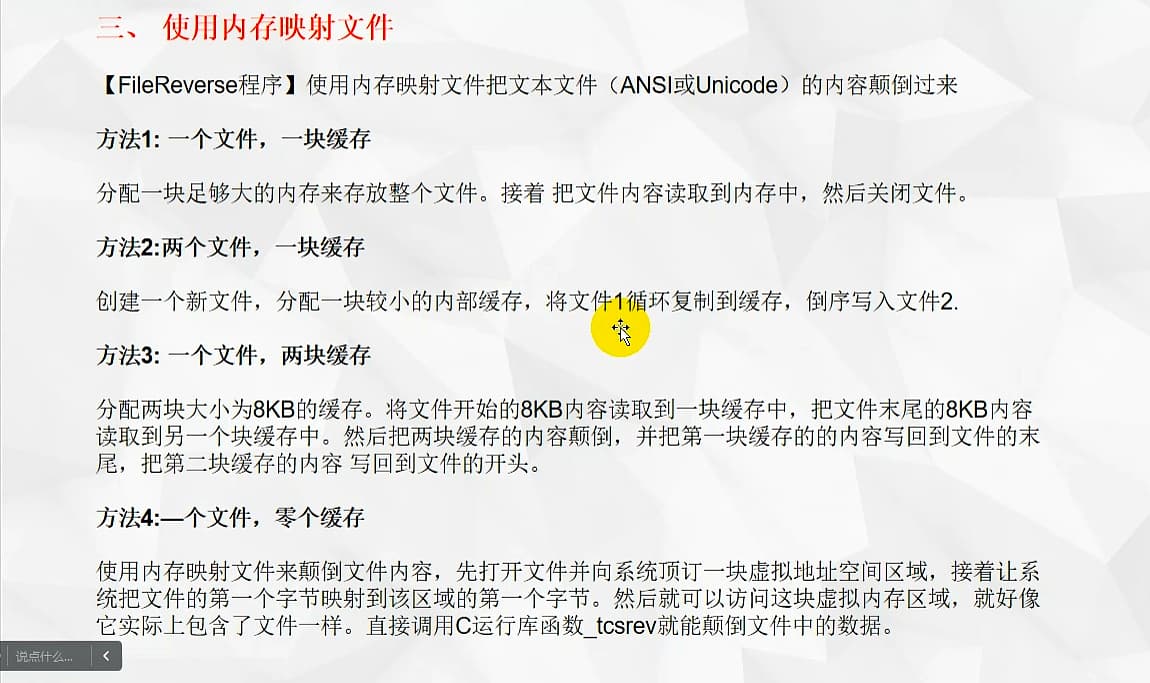 三、 使用内存映射文件
【FileReverse程序】使用内存映射文件把文本文件（ANSI或Unicode）的内容颠倒过来
方法1: 一个文件，一块缓存
分配一块足够大的内存来存放整个文件。接着 把文件内容读取到内存中，然后关闭文件。
方法2:两个文件，一块缓存
创建一个新文件，分配一块较小的内部缓存，将文件1循环复制到缓存，倒序写入文件2.
方法3: 一个文件，两块缓存
分配两块大小为8KB的缓存。将文件开始的8KB内容读取到一块缓存中，把文件末尾的8KB内容
读取到另一个块缓存中。然后把两块缓存的内容颠倒，并把第一块缓存的的内容写回到文件的末
尾，把第二块缓存的内容 写回到文件的开头。
方法4:—个文件，零个缓存
使用内存映射文件来颠倒文件内容，先打开文件并向系统顶订一块虚拟地址空间区域，接着让系
统把文件的第一个字节映射到该区域的第一个字节。然后就可以访问这块虚拟内存区域，就好像
它实际上包含了文件一样。直接调用C运行库函数_tcsrev就能颠倒文件中的数据。
说点什么...